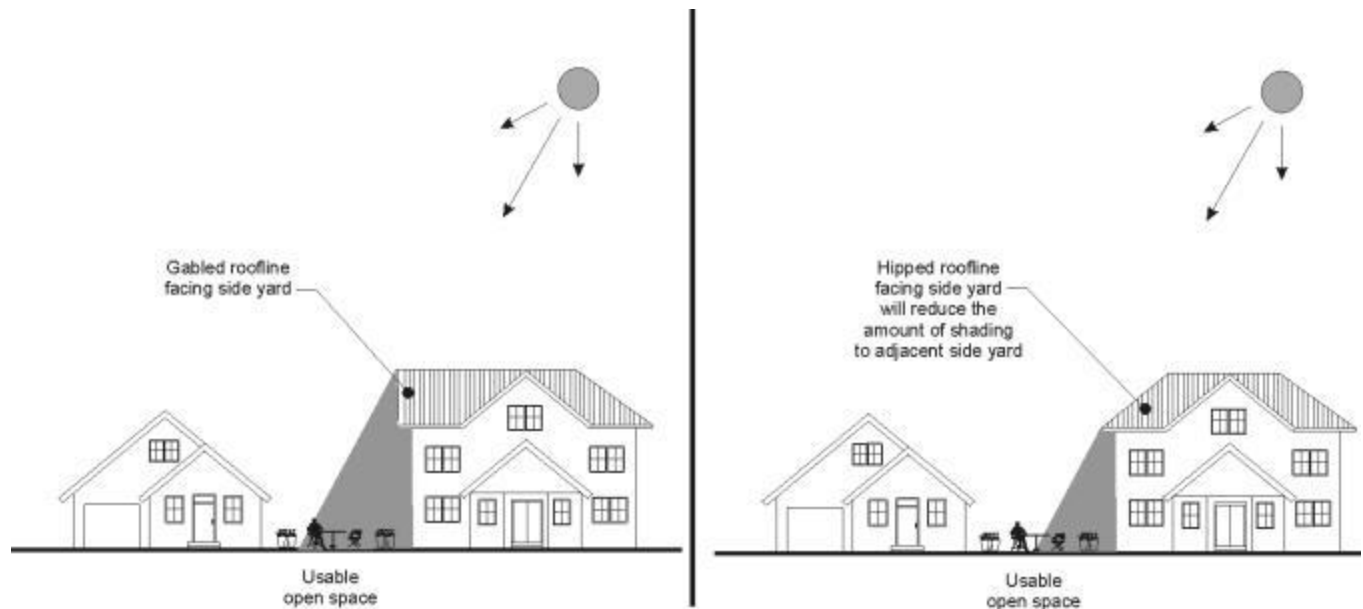 Gabled roofline
facing side yard
Usable
open space
Hipped roofline
facing side yard
will reduce the
amount of shading
to adjacent side yard
Usable
open space